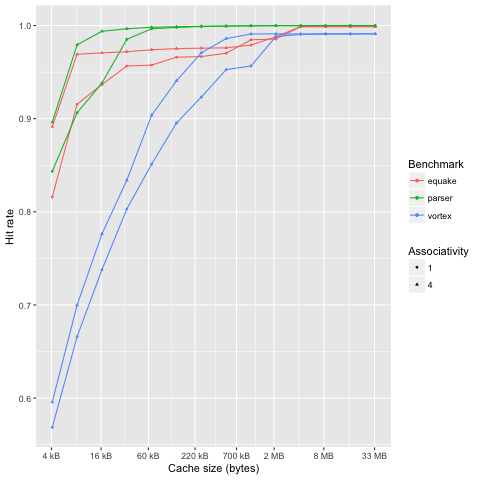 1.0
0.9
0.8
0.7
0.6
Hit rate
4 kB 16 kB 60 kB 220 kB 700 kB 2 MB 8 MB 33 MB
Cache size (bytes)
Benchmark
equake
parser
vortex
Associativity
1
4